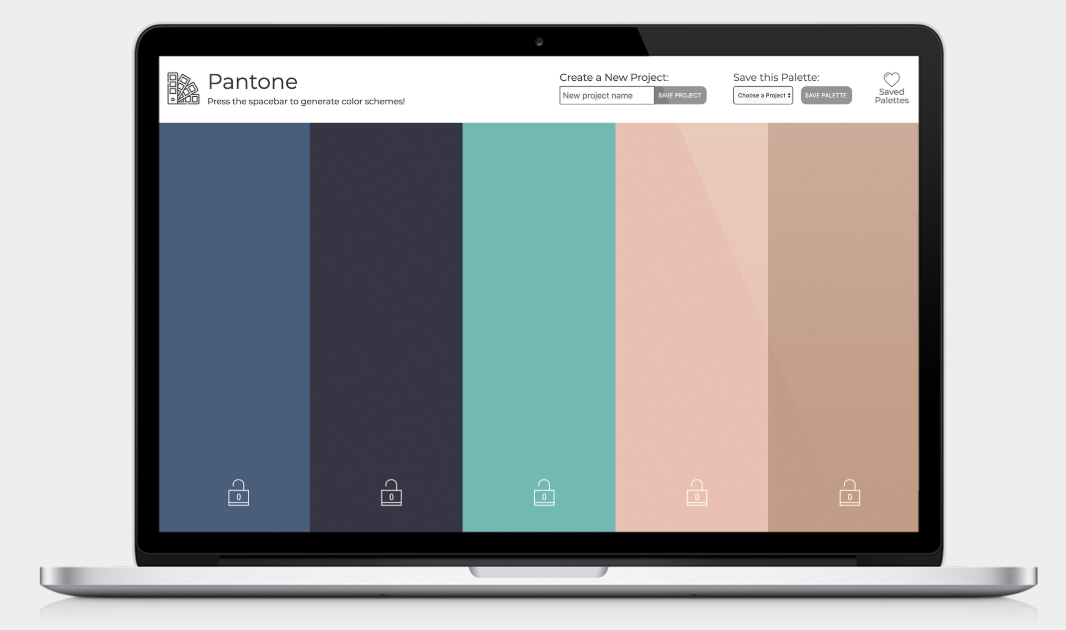 Pantone
Press the spacebar to generate color schemes!
Create a New Project:
New project name
SAVE PROJECT
Save this Palette:
Choose a Project
SAVE PALETTE
Saved
Palettes
0
0
0
0
0